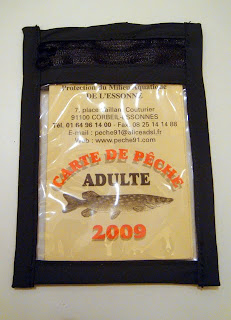 Protection du Milieu Aquatique
DE L'ESSONNE
7, place Vaillant Couturier
91100 CORBEIL-ESSONNES
Tél. 01 64 96 14 00 - Fax 08 25 14 14 88
E-mail : peche91@aliceadsl.fr
Web : www.peche91.com
CARTE DE PÊCHE
ADULTE
2009